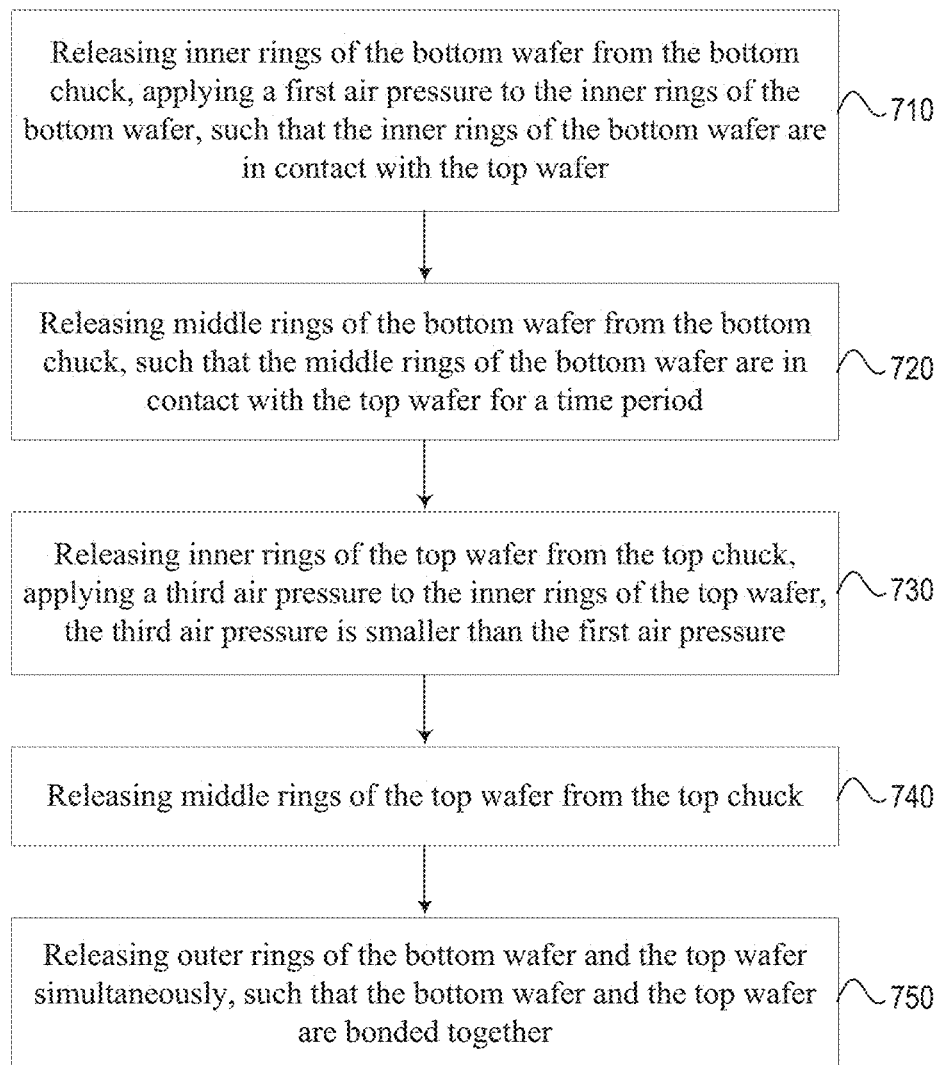 Releasing inner rings of the bottom wafer from the bottom
chuck, applying a first air pressure to the inner rings of the
bottom wafer, such that the inner rings of the bottom wafer are
in contact with the top wafer
710
Releasing middle rings of the bottom wafer from the bottom
chuck, such that the middle rings of the bottom wafer are in
contact with the top wafer for a time period
720
Releasing inner rings of the top wafer from the top chuck,
applying a third air pressure to the inner rings of the top wafer,
the third air pressure is smaller than the first air pressure
730
Releasing middle rings of the top wafer from the top chuck
740
Releasing outer rings of the bottom wafer and the top wafer
simultaneously, such that the bottom wafer and the top wafer
are bonded together
750